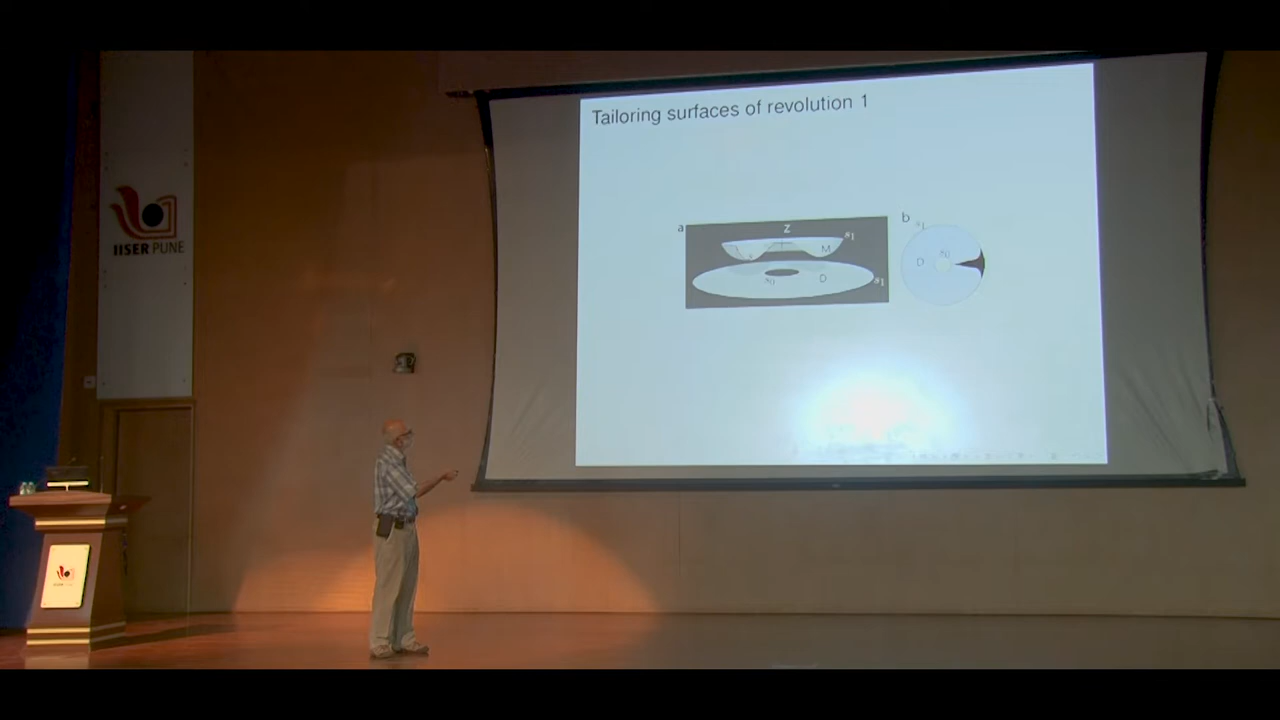 Tailoring surfaces of revolution 1
a
Z
s1
M
s0
D
s1
b
s1
D
s0
IISER PUNE